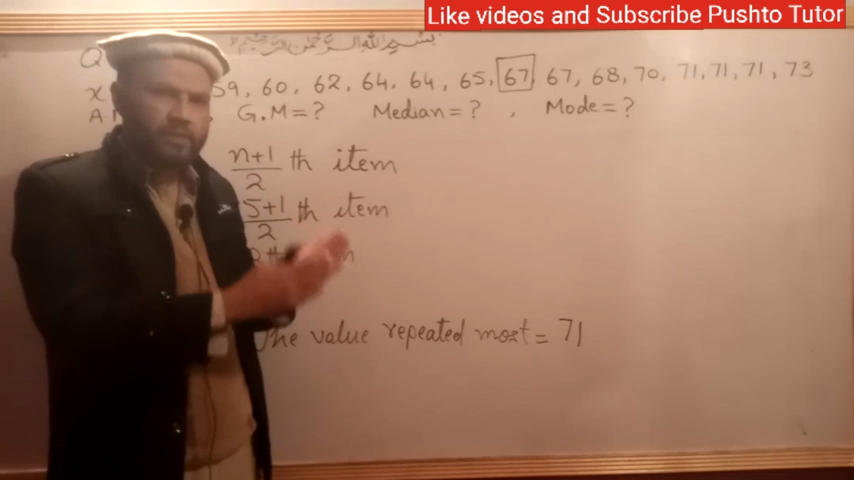 Like videos and Subscribe Pushto Tutor
بسم الله الرحمن الرحيم
Q
x 59, 60, 62, 64, 64, 65, 67, 67, 68, 70, 71, 71, 71, 73
A G.M = ? Median = ? , Mode = ?
n+1/2 th item
5+1/2 th item
The value repeated most = 71